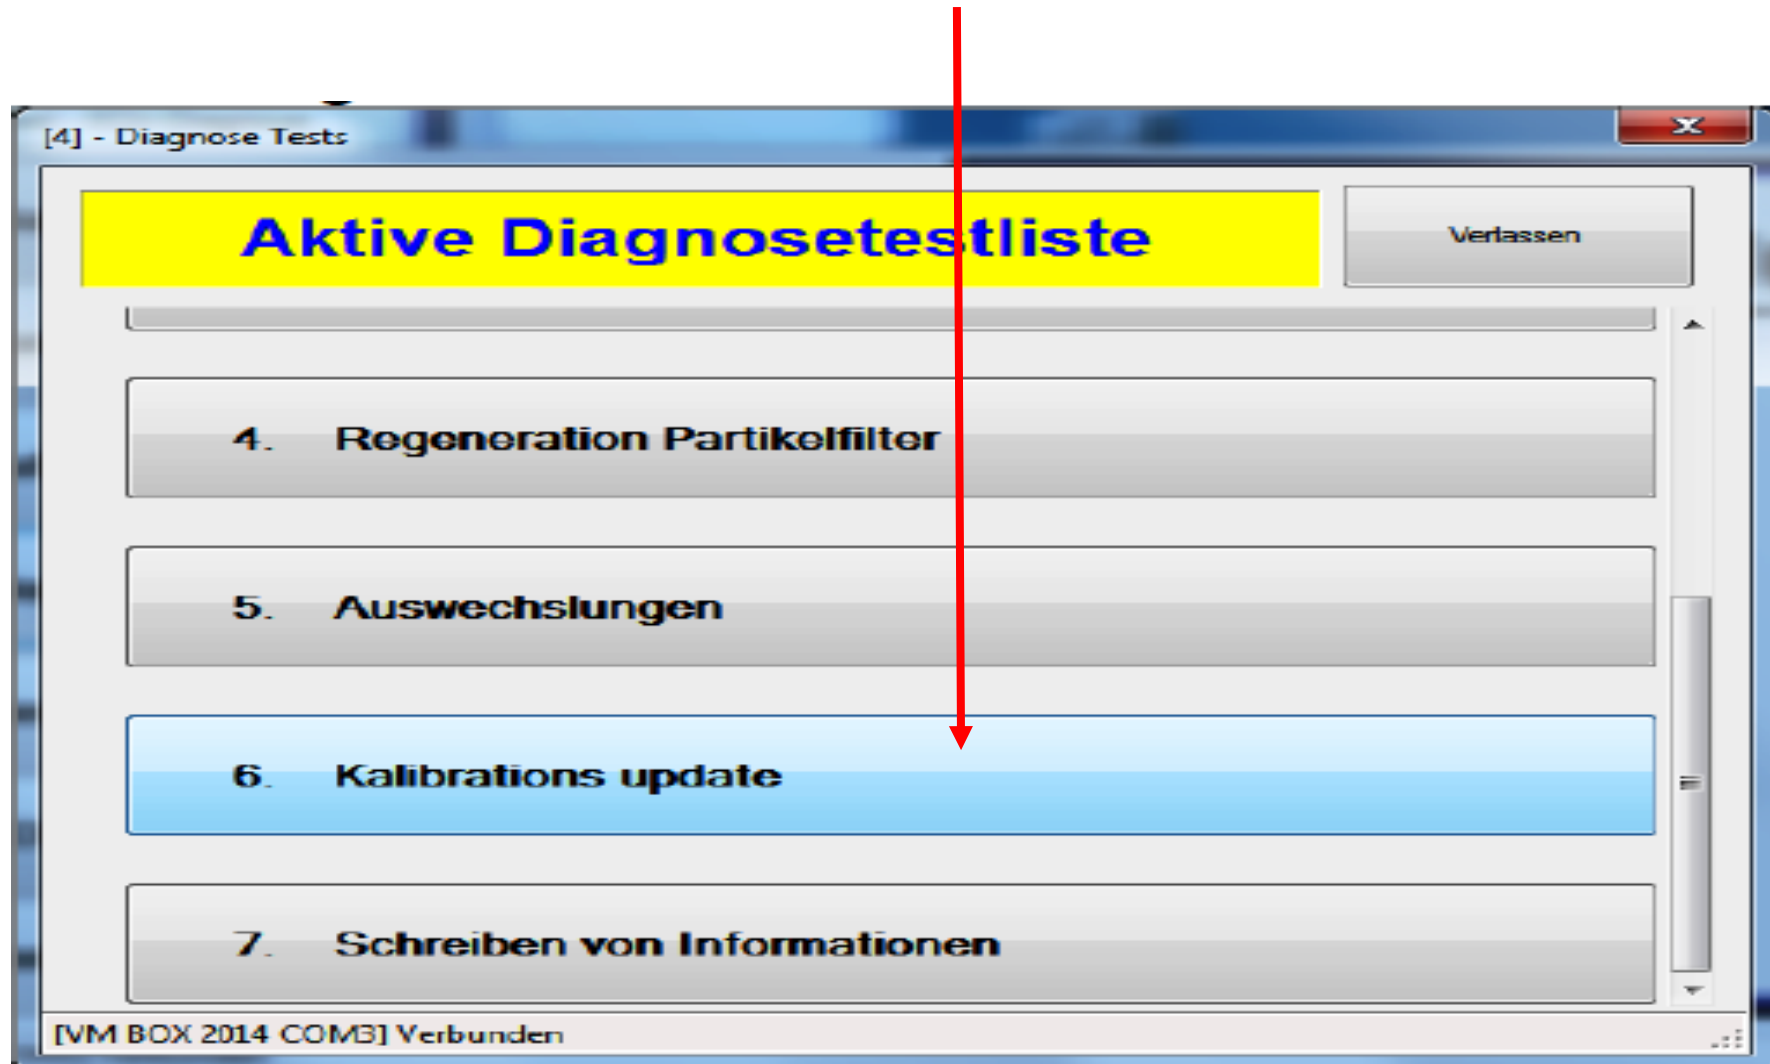 [4] - Diagnose Tests
Aktive Diagnosetestliste
Verlassen
4. Regeneration Partikelfilter
5. Auswechslungen
6. Kalibrations update
7. Schreiben von Informationen
[VM BOX 2014 COM3] Verbunden